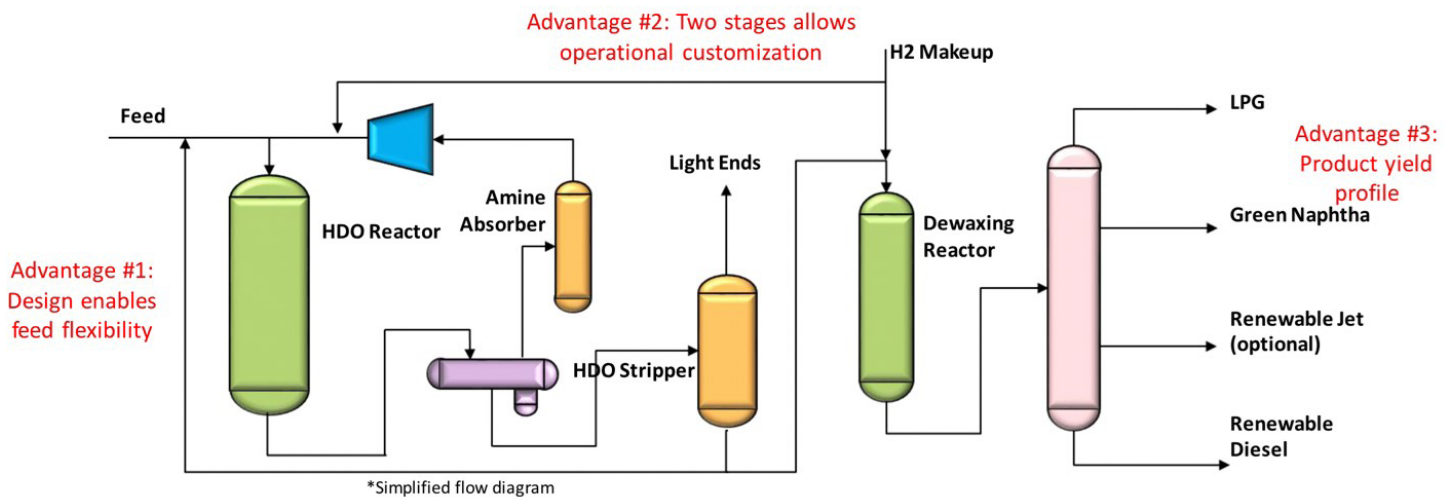 Advantage #2: Two stages allows
operational customization
H2 Makeup
Feed
LPG
Advantage #3:
Product yield
profile
Light Ends
Amine
Absorber
HDO Reactor
Dewaxing
Reactor
Green Naphtha
Advantage #1:
Design enables
feed flexibility
Renewable Jet
(optional)
HDO Stripper
Renewable
Diesel
*Simplified flow diagram